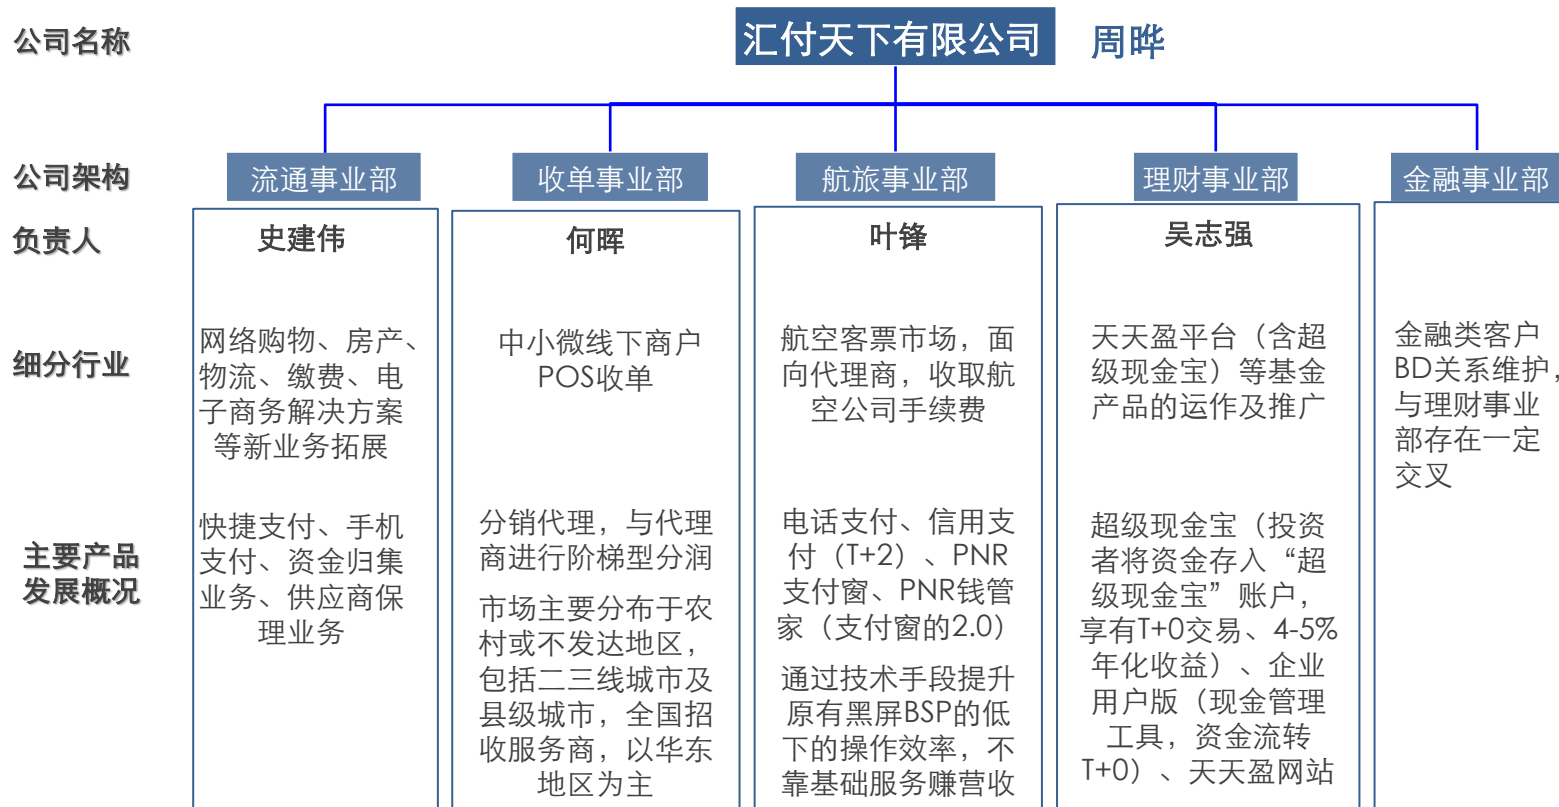 公司名称
汇付天下有限公司
周晔
公司架构
流通事业部
收单事业部
航旅事业部
理财事业部
金融事业部
负责人
史建伟
何晖
叶锋
吴志强
细分行业
网络购物、房产、
物流、缴费、电
子商务解决方案
等新业务拓展
中小微线下商户
POS收单
航空客票市场，面
向代理商，收取航
空公司手续费
天天盈平台（含超
级现金宝）等基金
产品的运作及推广
金融类客户
BD关系维护，
与理财事业
部存在一定
交叉
主要产品
发展概况
快捷支付、手机
支付、资金归集
业务、供应商保
理业务
分销代理，与代理
商进行阶梯型分润
市场主要分布于农
村或不发达地区，
包括二三线城市及
县级城市，全国招
收服务商，以华东
地区为主
电话支付、信用支
付（T+2）、PNR
支付窗、PNR钱管
家（支付窗的2.0）
通过技术手段提升
原有黑屏BSP的低
下的操作效率，不
靠基础服务赚营收
超级现金宝（投资
者将资金存入“超
级现金宝”账户，
享有T+0交易、4-5%
年化收益）、企业
用户版（现金管理
工具，资金流转
T+0）、天天盈网站